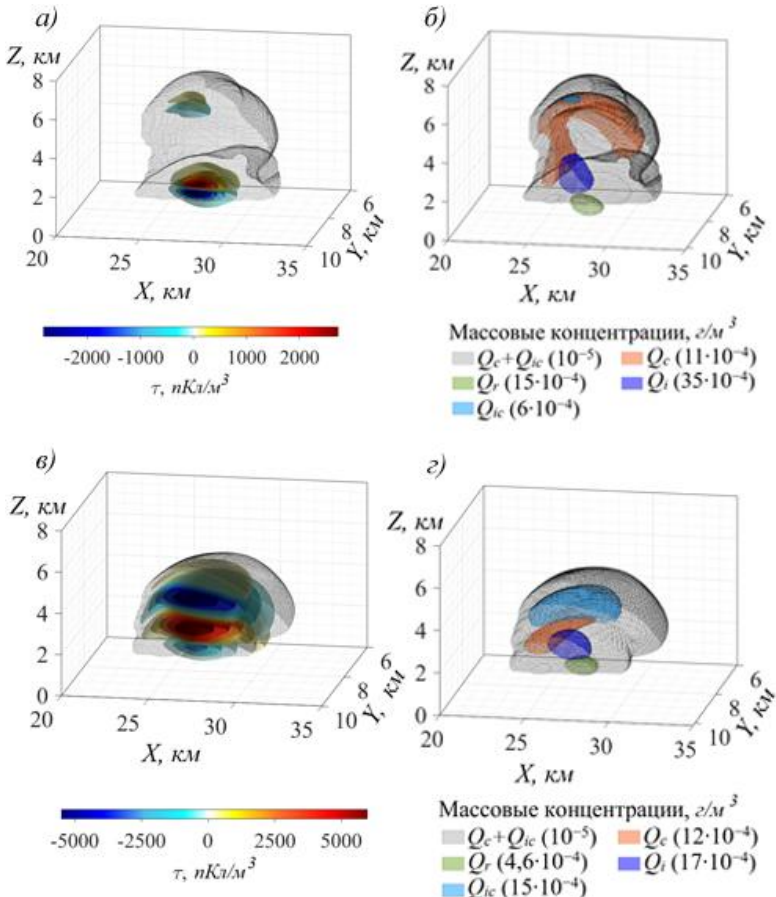 а)
Z, км
8
6
4
2
0
20
25
30
35
X, км
6
8
10
Y, км
-2000 -1000 0 1000 2000
τ, пКл/м³
б)
Z, км
8
6
4
2
0
20
25
30
35
X, км
6
8
10
Y, км
Массовые концентрации, г/м³
Qc+Qic (10⁻⁵) Qc (11·10⁻⁴)
Qr (15·10⁻⁴) Qi (35·10⁻⁴)
Qic (6·10⁻⁴)
в)
Z, км
8
6
4
2
0
20
25
30
35
X, км
6
8
10
Y, км
-5000 -2500 0 2500 5000
τ, пКл/м³
г)
Z, км
8
6
4
2
0
20
25
30
35
X, км
6
8
10
Y, км
Массовые концентрации, г/м³
Qc+Qic (10⁻⁵) Qc (12·10⁻⁴)
Qr (4,6·10⁻⁴) Qi (17·10⁻⁴)
Qic (15·10⁻⁴)